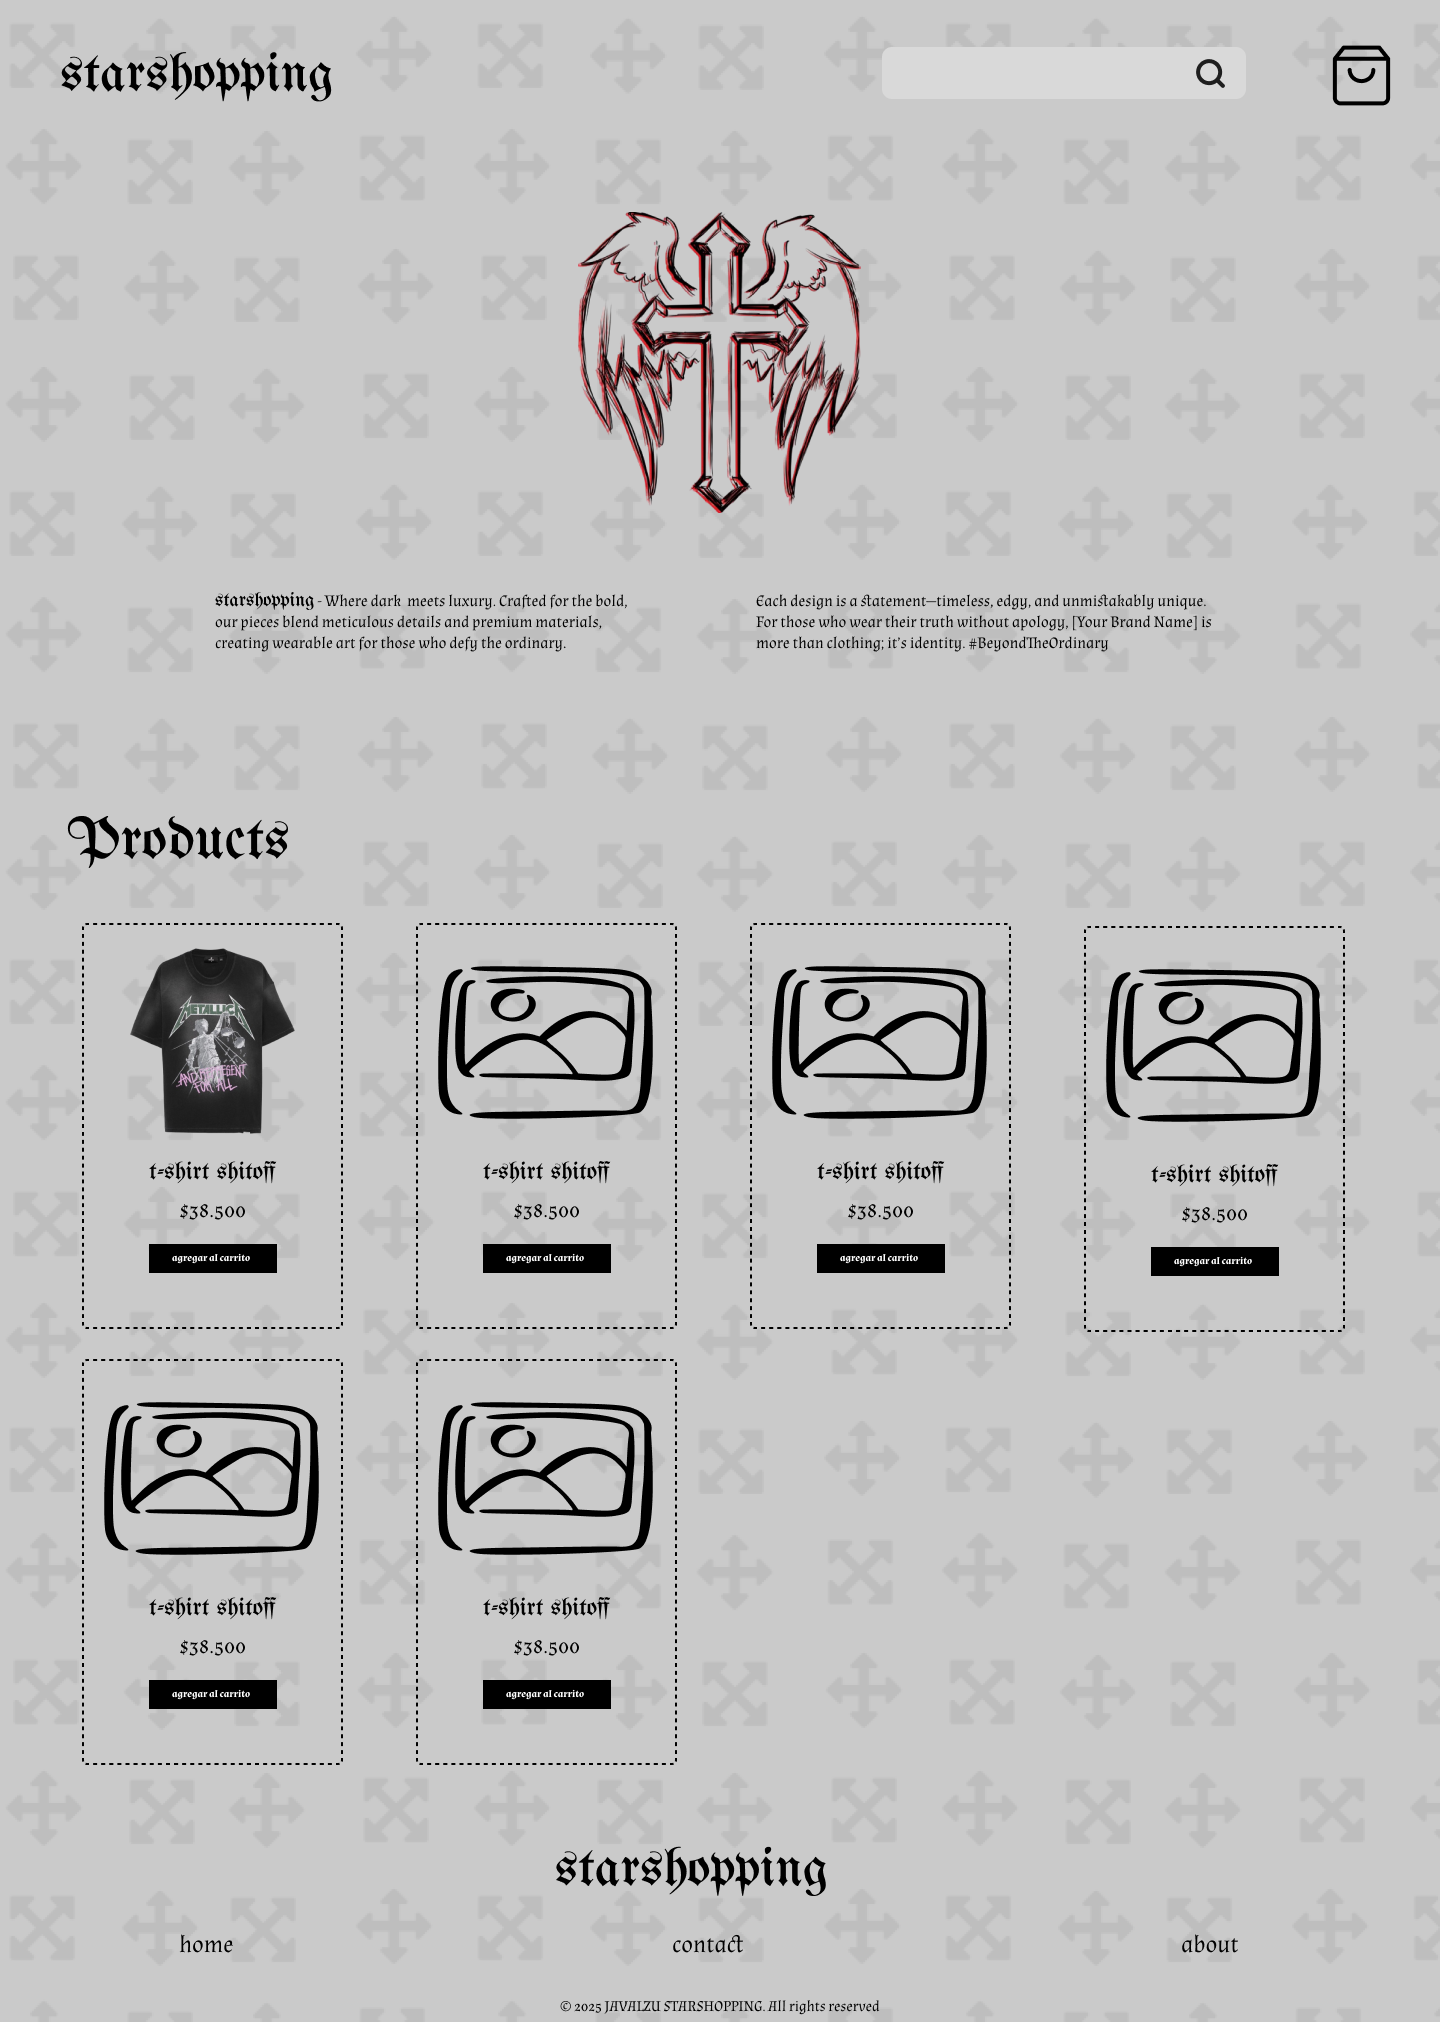 starshopping
starshopping - Where dark meets luxury. Crafted for the bold,
our pieces blend meticulous details and premium materials,
creating wearable art for those who defy the ordinary.
Each design is a statement—timeless, edgy, and unmistakably unique.
For those who wear their truth without apology, [Your Brand Name] is
more than clothing; it's identity. #BeyondTheOrdinary
Products
METALLICA
FOR ALL
t-shirt shitoff
$38.500
agregar al carrito
t-shirt shitoff
$38.500
agregar al carrito
t-shirt shitoff
$38.500
agregar al carrito
t-shirt shitoff
$38.500
agregar al carrito
t-shirt shitoff
$38.500
agregar al carrito
t-shirt shitoff
$38.500
agregar al carrito
starshopping
home
contact
about
© 2025 JAVALZU STARSHOPPING. All rights reserved